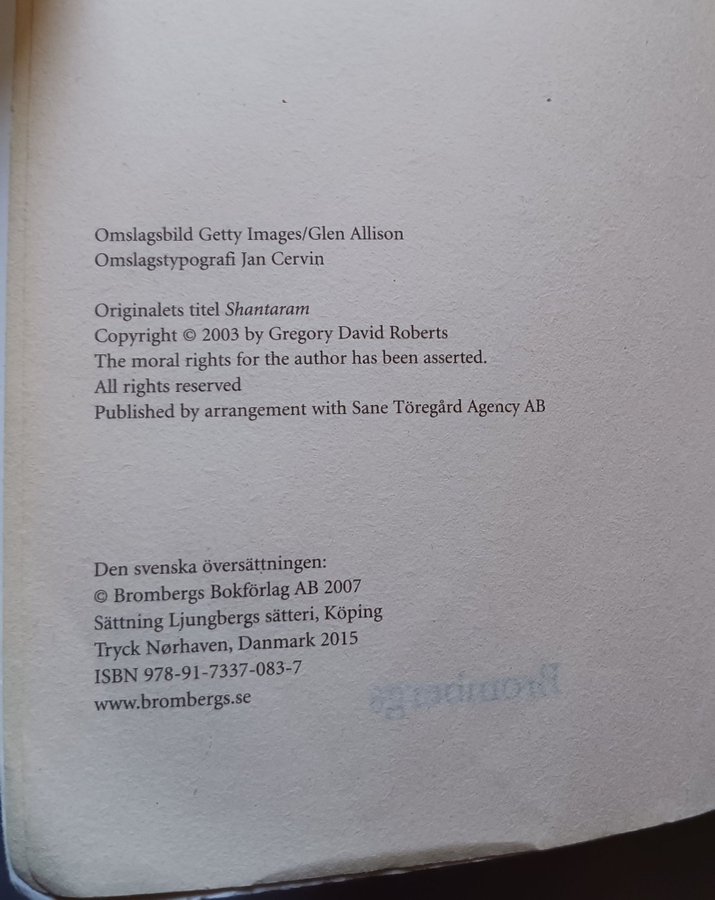 Omslagsbild Getty Images/Glen Allison
Omslagstypografi Jan Cervin
Originalets titel Shantaram
Copyright © 2003 by Gregory David Roberts
The moral rights for the author has been asserted.
All rights reserved
Published by arrangement with Sane Töregård Agency AB
Den svenska översättningen:
© Brombergs Bokförlag AB 2007
Sättning Ljungbergs sätteri, Köping
Tryck Nørhaven, Danmark 2015
ISBN 978-91-7337-083-7
www.brombergs.se
Brombergs